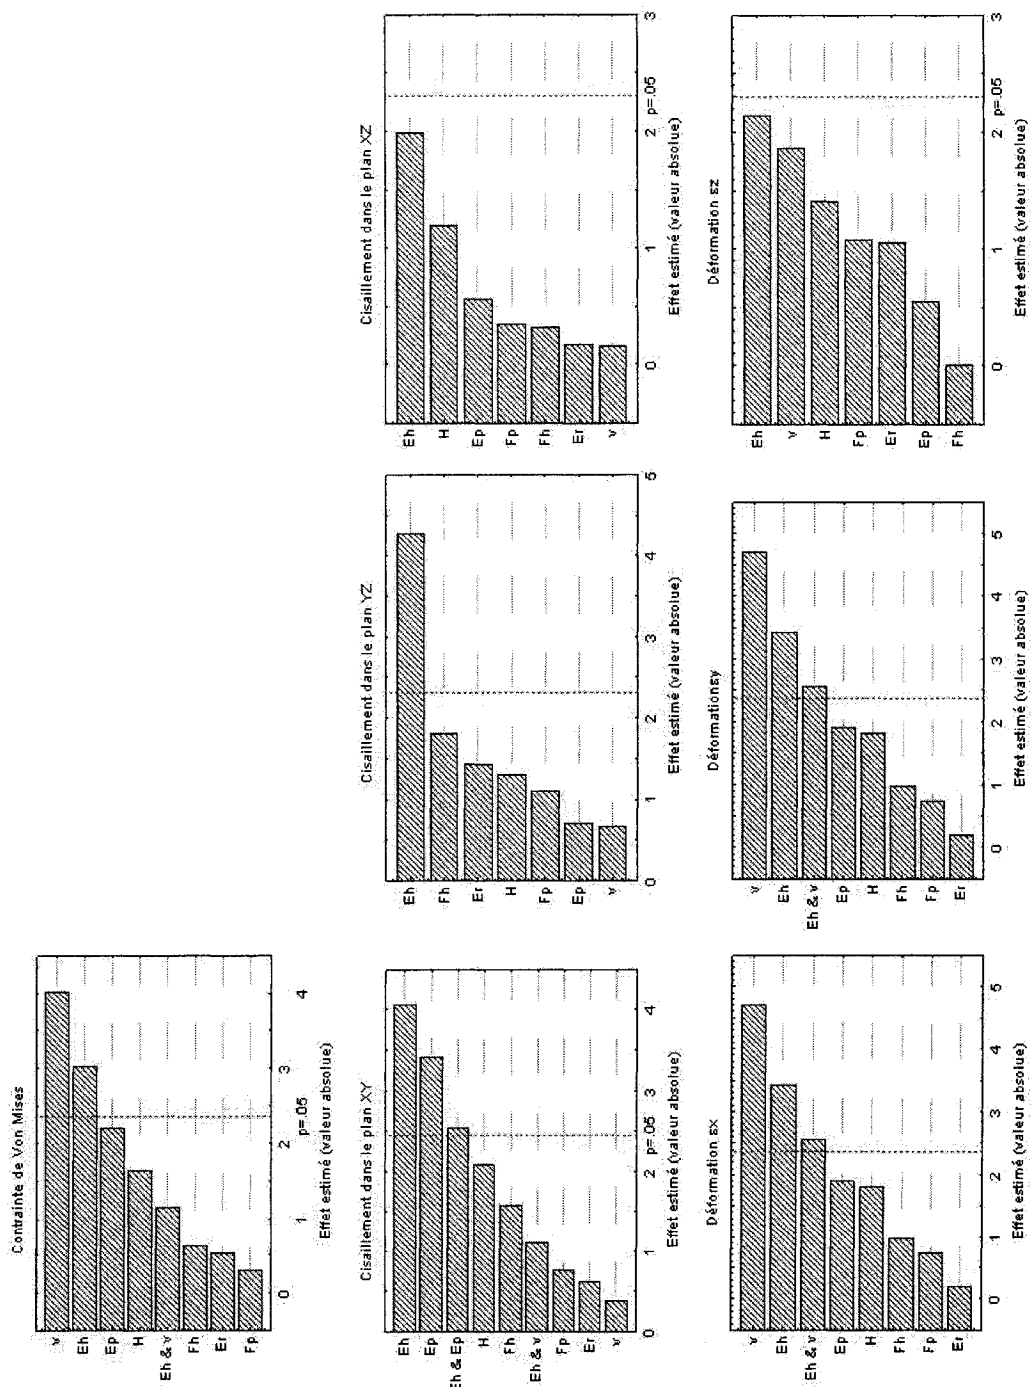 Contrainte de Von Mises
v
Eh
Ep
H
Eh & v
Fh
Er
Fp
0 1 2 3 4
p=.05
Effet estimé (valeur absolue)
Cisaillement dans le plan XY
Eh
Ep
Eh & Ep
H
Fh
Eh & v
Fp
Er
v
0 1 2 3 4
p=.05
Effet estimé (valeur absolue)
Cisaillement dans le plan YZ
Eh
Fh
Er
H
Fp
Ep
v
0 1 2 3 4 5
Effet estimé (valeur absolue)
Cisaillement dans le plan XZ
Eh
H
Ep
Fp
Fh
Er
v
0 1 2 3
p=.05
Effet estimé (valeur absolue)
Déformation εx
v
Eh
Eh & v
Ep
H
Fh
Fp
Er
0 1 2 3 4 5
Effet estimé (valeur absolue)
Déformationεy
v
Eh
Eh & v
Ep
H
Fh
Fp
Er
0 1 2 3 4 5
Effet estimé (valeur absolue)
Déformation εz
Eh
v
H
Fp
Er
Ep
Fh
0 1 2 3
p=.05
Effet estimé (valeur absolue)